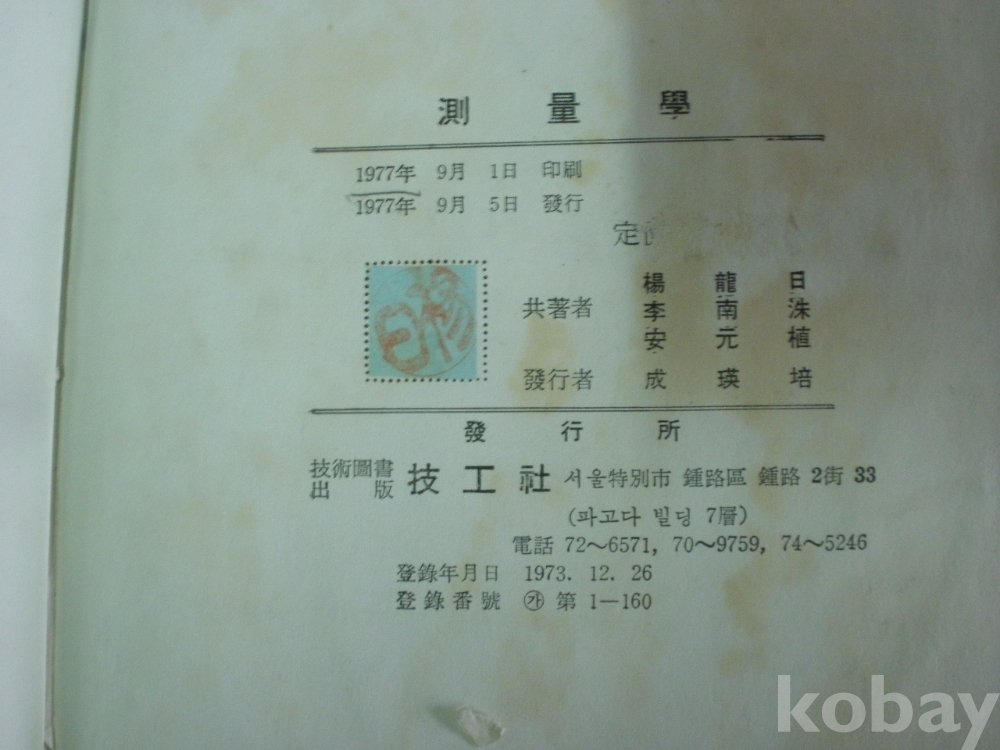 測量學
1977年 9月 1日 印刷
1977年 9月 5日 發行
定
楊龍日
共著者 李南洙
安元植
發行者 成瑛培
發行所
技術圖書出版 技工社 서울特別市 鍾路區 鍾路 2街 33
(파고다 빌딩 7層)
電話 72～6571, 70～9759, 74～5246
登錄年月日 1973. 12. 26
登錄番號 ㉮ 第 1—160
kobay